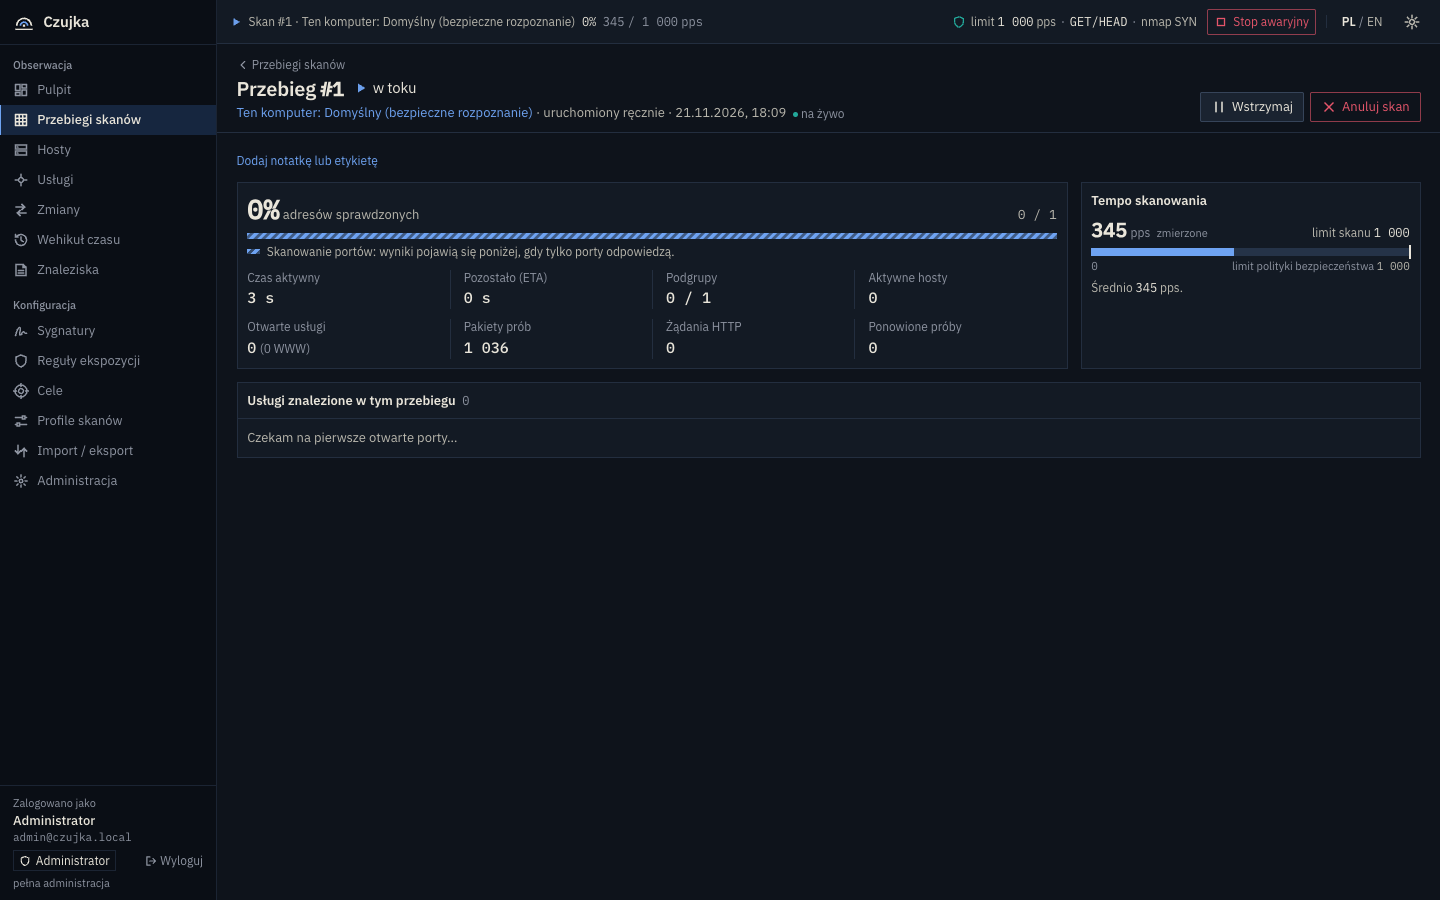 Czujka
Skan #1 · Ten komputer: Domyślny (bezpieczne rozpoznanie) 0% 345 / 1 000 pps
limit 1 000 pps · GET/HEAD · nmap SYN
Stop awaryjny
PL / EN
Obserwacja
Pulpit
Przebiegi skanów
Hosty
Usługi
Zmiany
Wehikuł czasu
Znaleziska
Konfiguracja
Sygnatury
Reguły ekspozycji
Cele
Profile skanów
Import / eksport
Administracja
Zalogowano jako
Administrator
admin@czujka.local
Administrator
Wyloguj
pełna administracja
Przebiegi skanów
Przebieg #1 w toku
Ten komputer: Domyślny (bezpieczne rozpoznanie) · uruchomiony ręcznie · 21.11.2026, 18:09 na żywo
Wstrzymaj
Anuluj skan
Dodaj notatkę lub etykietę
0% adresów sprawdzonych 0 / 1
Skanowanie portów: wyniki pojawią się poniżej, gdy tylko porty odpowiedzą.
Czas aktywny
3 s
Pozostało (ETA)
0 s
Podgrupy
0 / 1
Aktywne hosty
0
Otwarte usługi
0 (0 WWW)
Pakiety prób
1 036
Żądania HTTP
0
Ponowione próby
0
Tempo skanowania
345 pps zmierzone limit skanu 1 000
0 limit polityki bezpieczeństwa 1 000
Średnio 345 pps.
Usługi znalezione w tym przebiegu 0
Czekam na pierwsze otwarte porty...